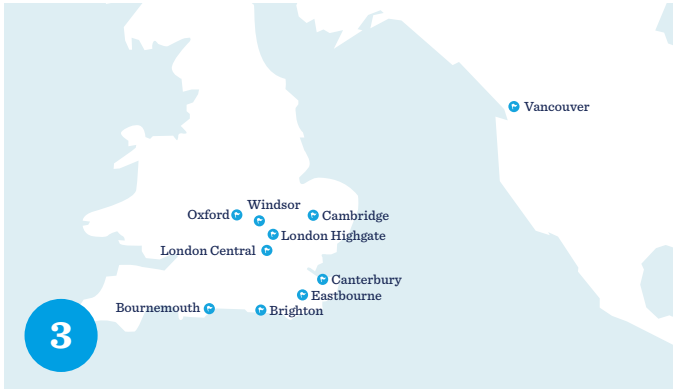 Vancouver
Windsor
Oxford
Cambridge
London Highgate
London Central
Canterbury
Eastbourne
Bournemouth
Brighton
3